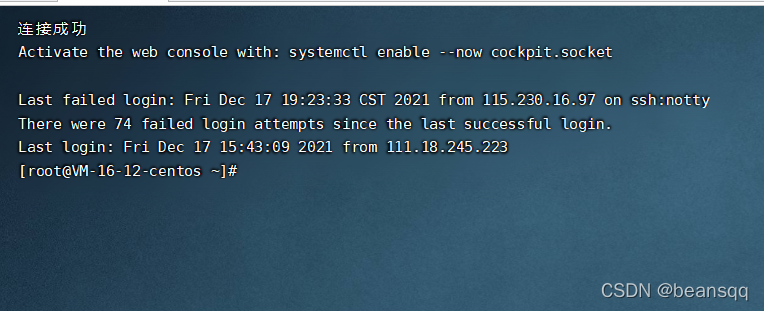 连接成功
Activate the web console with: systemctl enable --now cockpit.socket
Last failed login: Fri Dec 17 19:23:33 CST 2021 from 115.230.16.97 on ssh:notty
There were 74 failed login attempts since the last successful login.
Last login: Fri Dec 17 15:43:09 2021 from 111.18.245.223
[root@VM-16-12-centos ~]#
CSDN @beansqq